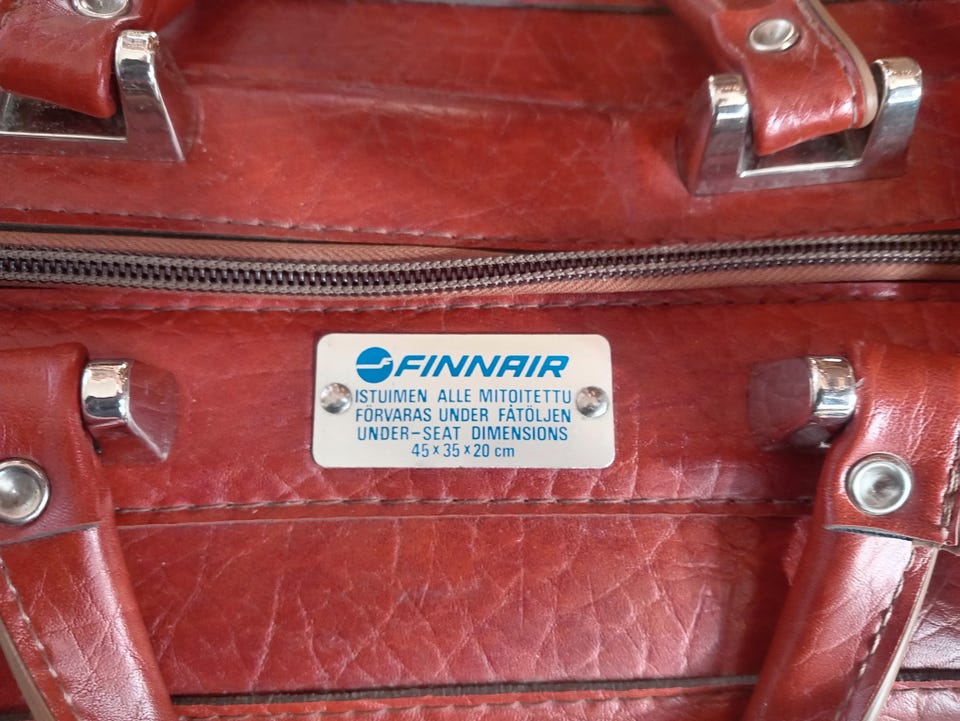 FINNAIR
ISTUIMEN ALLE MITOITETTU
FÖRVARAS UNDER FÅTÖLJEN
UNDER-SEAT DIMENSIONS
45 x 35 x 20 cm